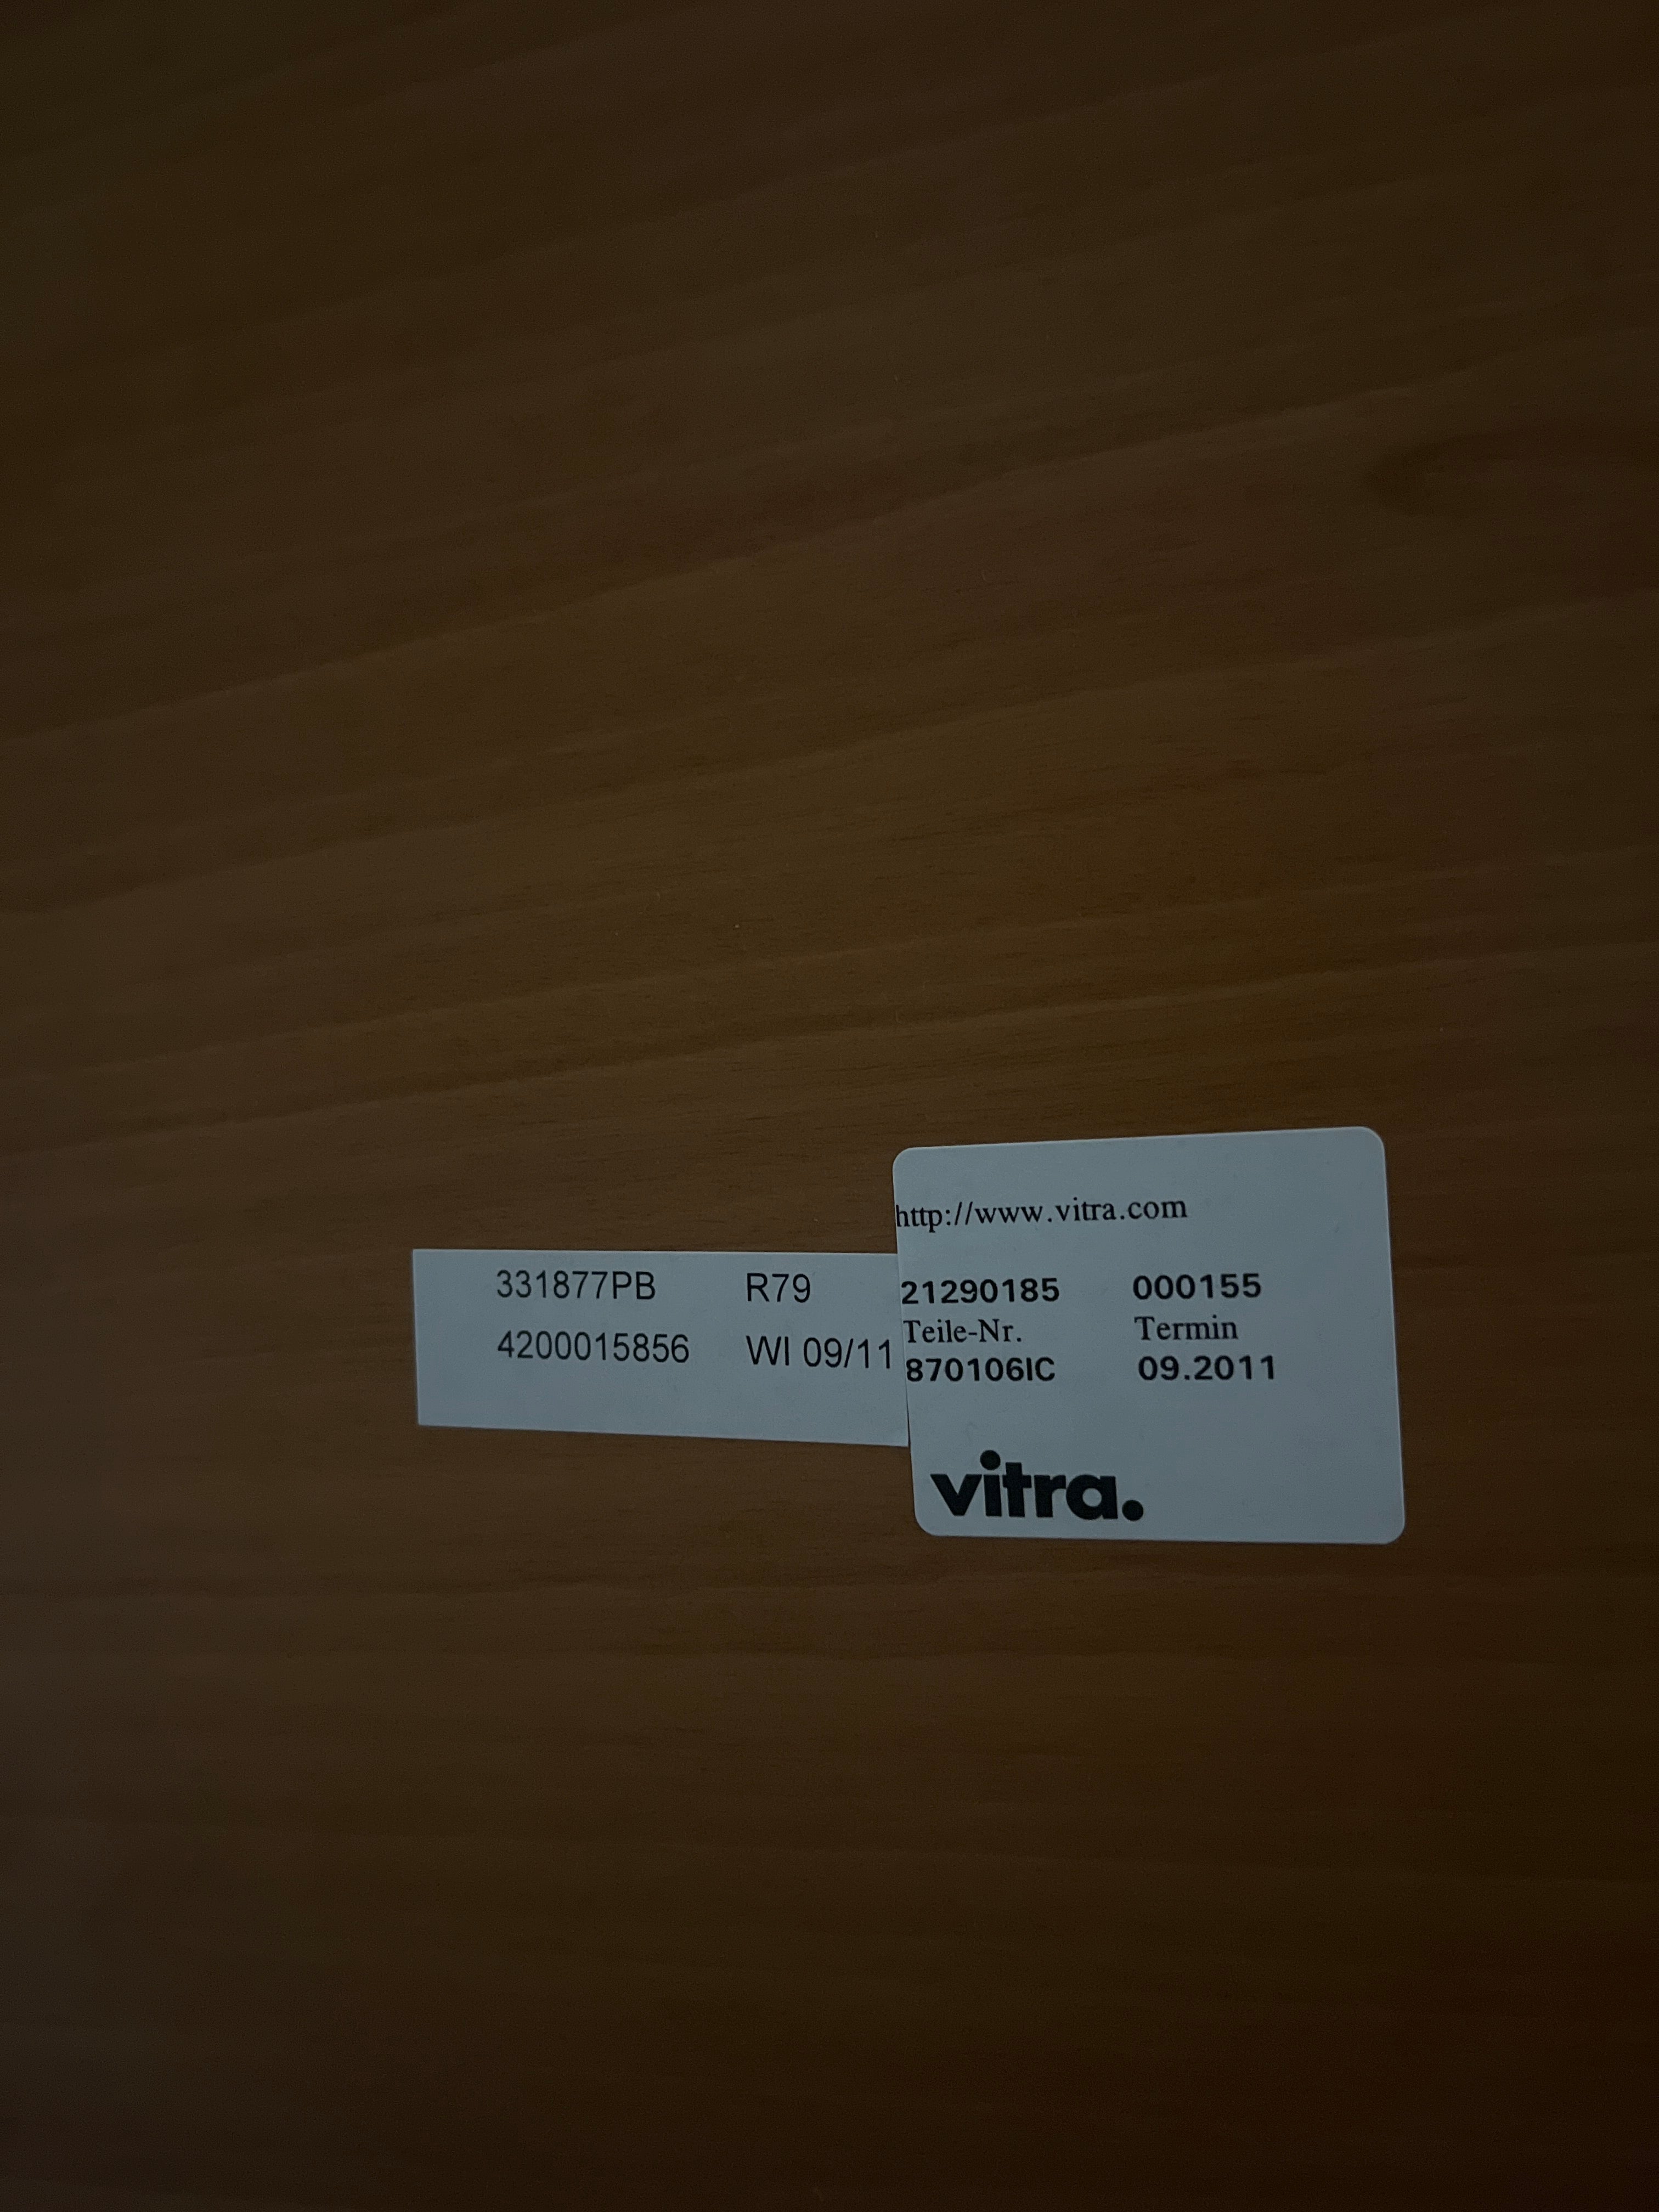 331877PB R79
4200015856 WI 09/11
http://www.vitra.com
21290185 000155
Teile-Nr. Termin
870106IC 09.2011
vitra.